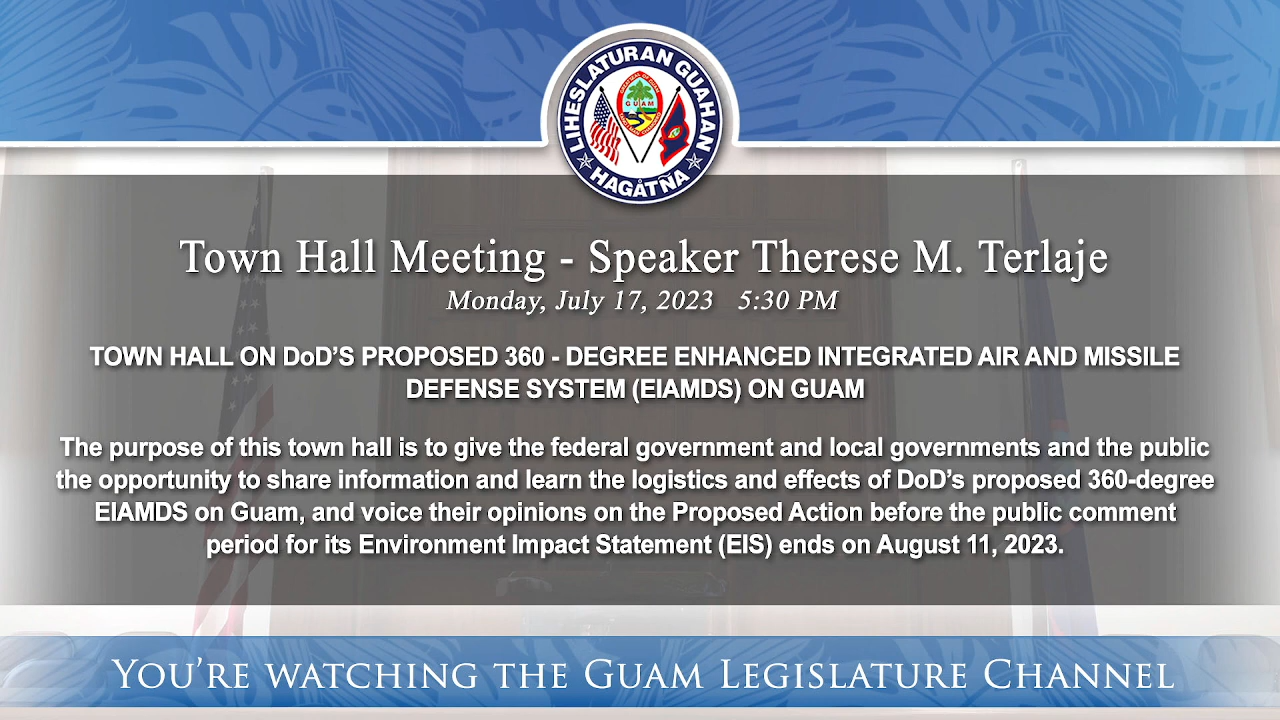 LIHESLATURAN GUAHAN
GUAM
HAGÅTÑA
Town Hall Meeting - Speaker Therese M. Terlaje
Monday, July 17, 2023 5:30 PM
TOWN HALL ON DoD’S PROPOSED 360 - DEGREE ENHANCED INTEGRATED AIR AND MISSILE
DEFENSE SYSTEM (EIAMDS) ON GUAM
The purpose of this town hall is to give the federal government and local governments and the public
the opportunity to share information and learn the logistics and effects of DoD’s proposed 360-degree
EIAMDS on Guam, and voice their opinions on the Proposed Action before the public comment
period for its Environment Impact Statement (EIS) ends on August 11, 2023.
YOU’RE WATCHING THE GUAM LEGISLATURE CHANNEL